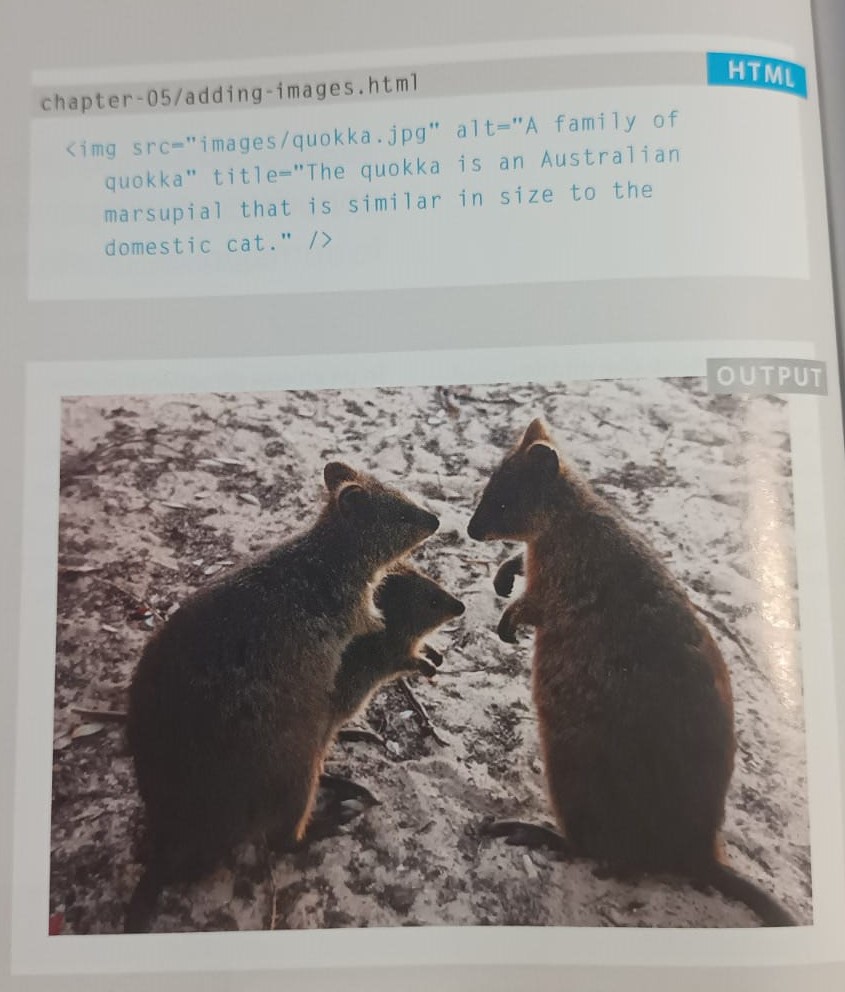 HTML
chapter-05/adding-images.html
<img src="images/quokka.jpg" alt="A family of
quokka" title="The quokka is an Australian
marsupial that is similar in size to the
domestic cat." />
OUTPUT